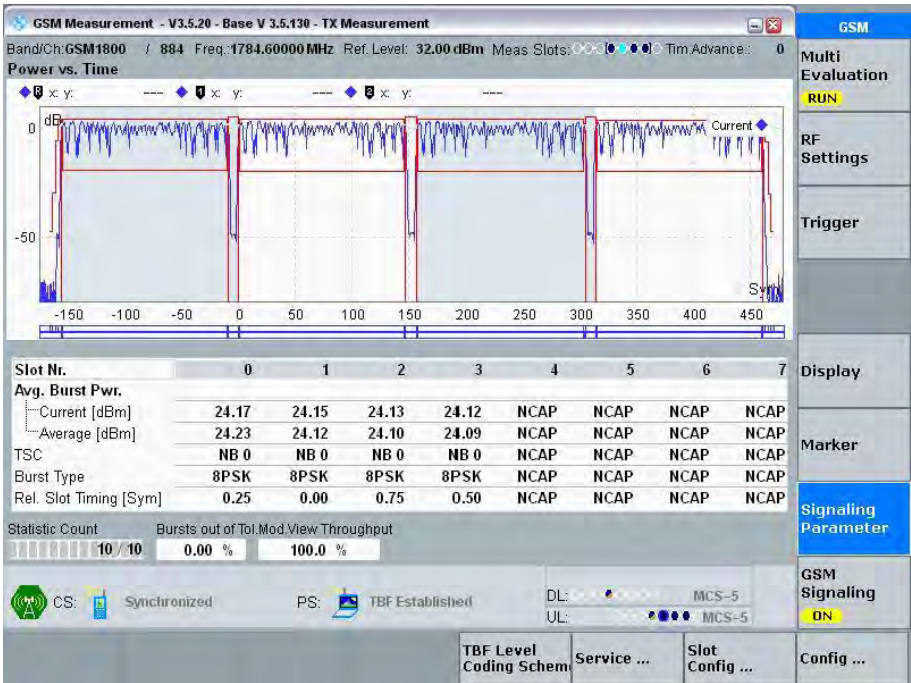 GSM Measurement - V3.5.20 - Base V 3.5.130 - TX Measurement
GSM
Band/Ch:GSM1800 / 884 Freq.:1784.60000 MHz Ref. Level: 32.00 dBm Meas Slots: Tim Advance.: 0
Power vs. Time
Multi Evaluation
RUN
R x: y: --- 1 x: y: --- 2 x: y: ---
dB
Current
0
-50
Sym
-150 -100 -50 0 50 100 150 200 250 300 350 400 450
RF Settings
Trigger
Slot Nr. 0 1 2 3 4 5 6 7
Avg. Burst Pwr.
Current [dBm] 24.17 24.15 24.13 24.12 NCAP NCAP NCAP NCAP
Average [dBm] 24.23 24.12 24.10 24.09 NCAP NCAP NCAP NCAP
TSC NB 0 NB 0 NB 0 NB 0 NCAP NCAP NCAP NCAP
Burst Type 8PSK 8PSK 8PSK 8PSK NCAP NCAP NCAP NCAP
Rel. Slot Timing [Sym] 0.25 0.00 0.75 0.50 NCAP NCAP NCAP NCAP
Display
Marker
Signaling Parameter
Statistic Count Bursts out of Tol. Mod.View Throughput
10 / 10 0.00 % 100.0 %
CS: Synchronized PS: TBF Established
DL: MCS-5
UL: MCS-5
GSM Signaling
ON
TBF Level
Coding Schem
Service ...
Slot
Config ...
Config ...